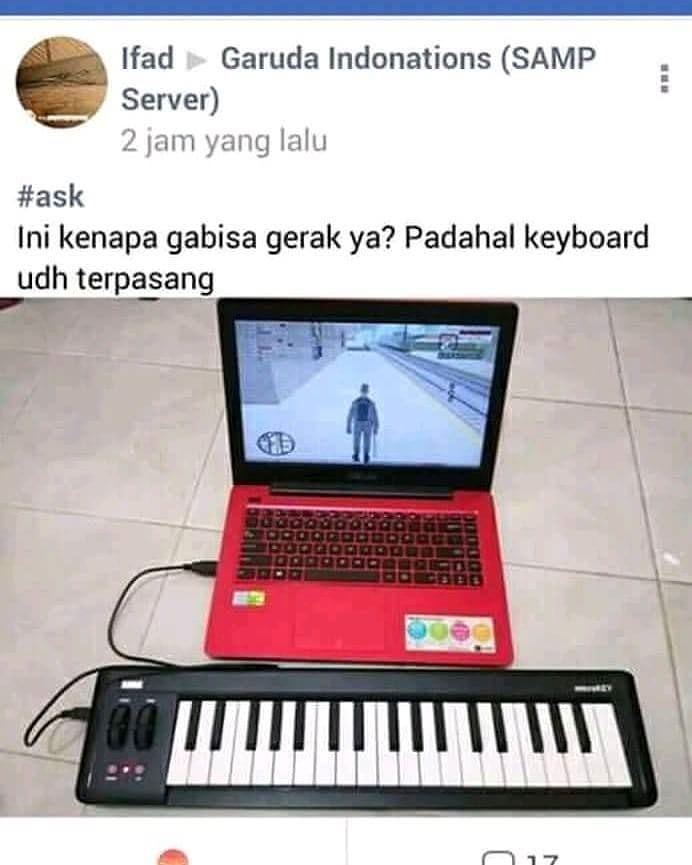 Ifad ▶ Garuda Indonations (SAMP
Server)
2 jam yang lalu
#ask
Ini kenapa gabisa gerak ya? Padahal keyboard
udh terpasang
microKEY
17